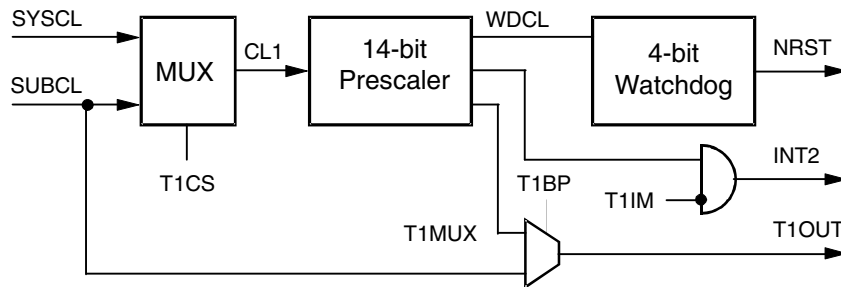 SYSCL
SUBCL
MUX
T1CS
CL1
14-bit
Prescaler
WDCL
4-bit
Watchdog
NRST
INT2
T1IM
T1BP
T1MUX
T1OUT